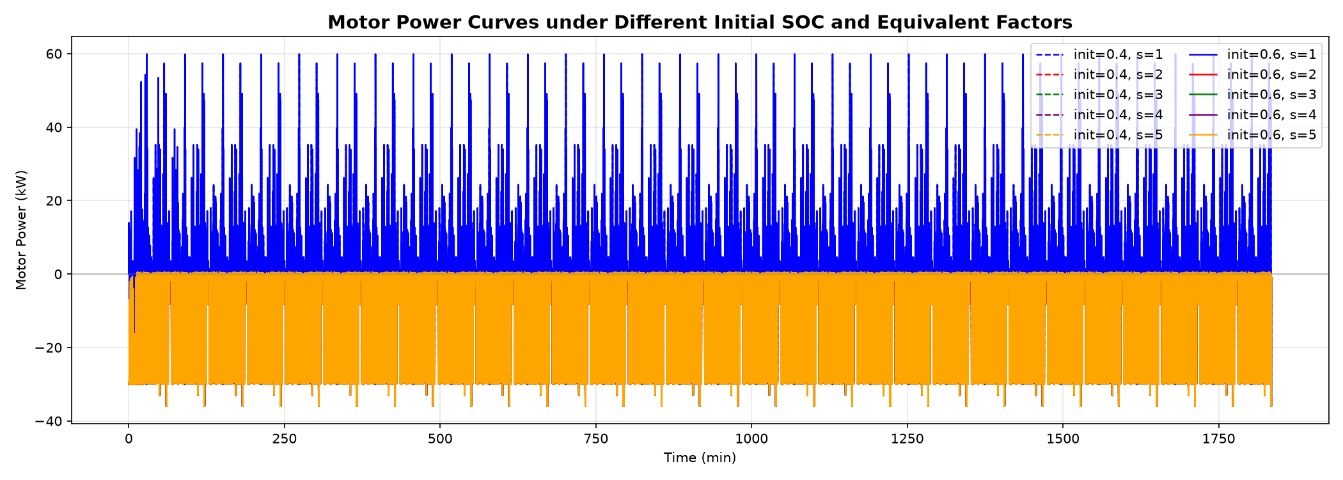 Motor Power Curves under Different Initial SOC and Equivalent Factors
60
40
20
0
−20
−40
Motor Power (kW)
init=0.4, s=1
init=0.4, s=2
init=0.4, s=3
init=0.4, s=4
init=0.4, s=5
init=0.6, s=1
init=0.6, s=2
init=0.6, s=3
init=0.6, s=4
init=0.6, s=5
0 250 500 750 1000 1250 1500 1750
Time (min)